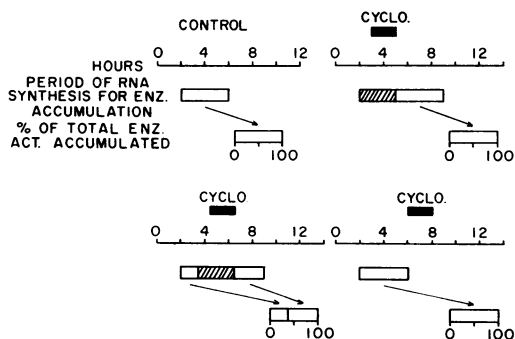 CONTROL
CYCLO.
0 4 8 12
0 4 8 12
HOURS
PERIOD OF RNA
SYNTHESIS FOR ENZ.
ACCUMULATION
% OF TOTAL ENZ.
ACT. ACCUMULATED
0 100
0 100
CYCLO.
CYCLO.
0 4 8 12
0 4 8 12
0 100
0 100